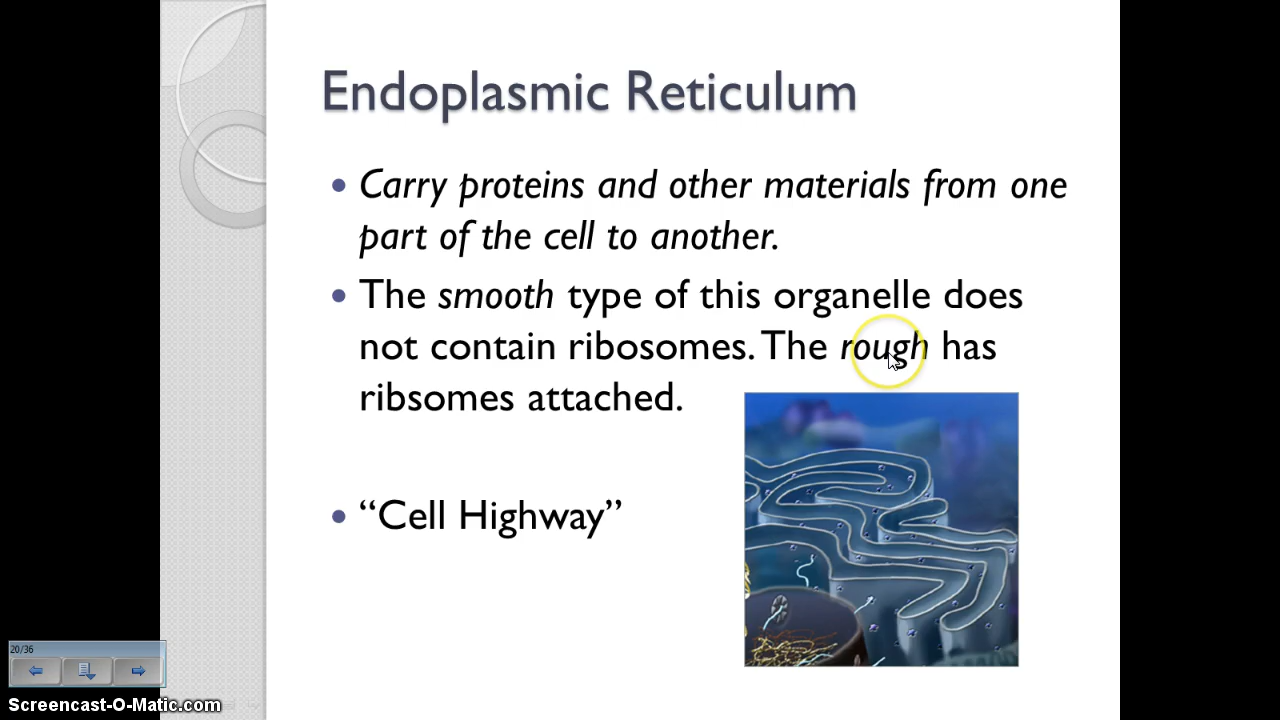 Endoplasmic Reticulum
• Carry proteins and other materials from one
part of the cell to another.
• The smooth type of this organelle does
not contain ribosomes. The rough has
ribsomes attached.
• “Cell Highway”
20/36
Screencast-O-Matic.com